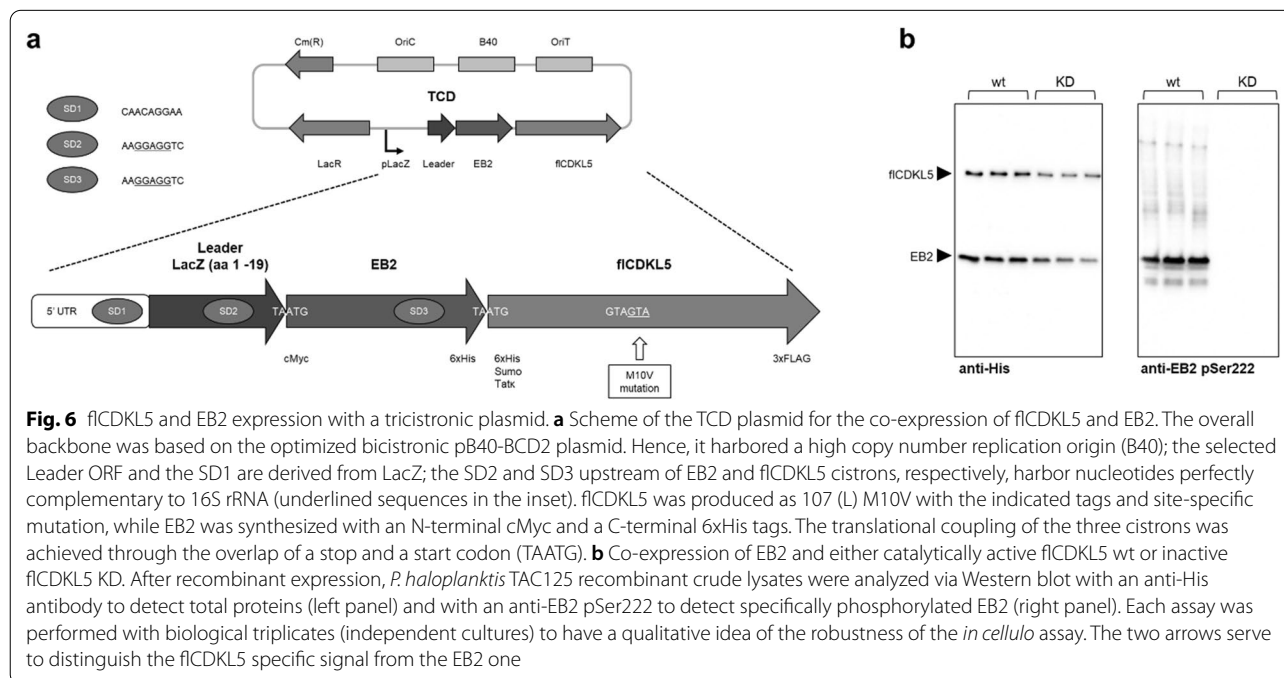 a
Cm(R) OriC B40 OriT
SD1 CAACAGGAA
SD2 AAGGAGGTC
SD3 AAGGAGGTC
TCD
LacR pLacZ Leader EB2 flCDKL5
Leader
LacZ (aa 1 -19) EB2 flCDKL5
5' UTR SD1 SD2 TAATG SD3 TAATG GTAGTA
cMyc 6xHis 6xHis 3xFLAG
Sumo
Tatκ
M10V
mutation
b
wt KD wt KD
flCDKL5
EB2
anti-His anti-EB2 pSer222
Fig. 6 flCDKL5 and EB2 expression with a tricistronic plasmid. a Scheme of the TCD plasmid for the co-expression of flCDKL5 and EB2. The overall
backbone was based on the optimized bicistronic pB40-BCD2 plasmid. Hence, it harbored a high copy number replication origin (B40); the selected
Leader ORF and the SD1 are derived from LacZ; the SD2 and SD3 upstream of EB2 and flCDKL5 cistrons, respectively, harbor nucleotides perfectly
complementary to 16S rRNA (underlined sequences in the inset). flCDKL5 was produced as 107 (L) M10V with the indicated tags and site-specific
mutation, while EB2 was synthesized with an N-terminal cMyc and a C-terminal 6xHis tags. The translational coupling of the three cistrons was
achieved through the overlap of a stop and a start codon (TAATG). b Co-expression of EB2 and either catalytically active flCDKL5 wt or inactive
flCDKL5 KD. After recombinant expression, P. haloplanktis TAC125 recombinant crude lysates were analyzed via Western blot with an anti-His
antibody to detect total proteins (left panel) and with an anti-EB2 pSer222 to detect specifically phosphorylated EB2 (right panel). Each assay was
performed with biological triplicates (independent cultures) to have a qualitative idea of the robustness of the in cellulo assay. The two arrows serve
to distinguish the flCDKL5 specific signal from the EB2 one